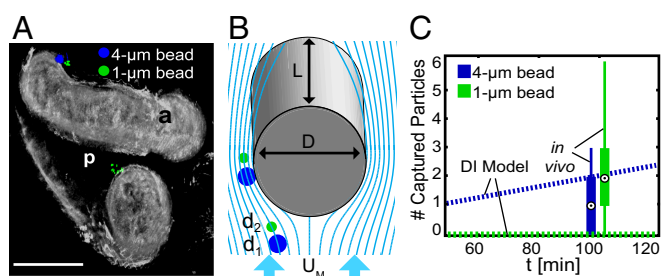 A
4-µm bead
1-µm bead
a
p
B
L
D
d2
d1
UM
C
# Captured Particles
6
5
4
3
2
1
0
4-µm bead
1-µm bead
in vivo
DI Model
60
80
100
120
t [min]